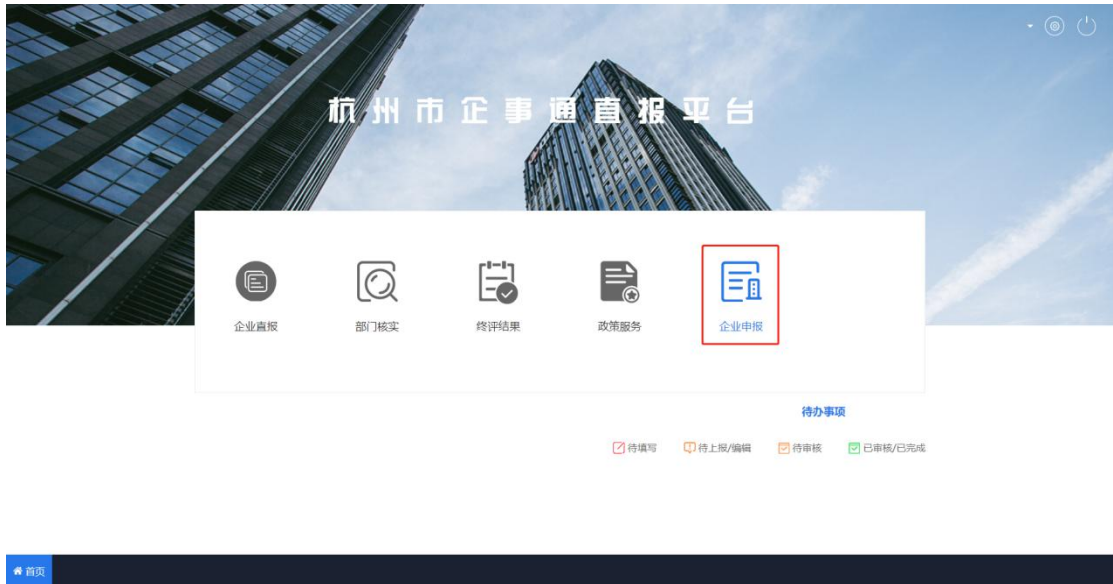 杭州市企事通直报平台
企业直报 部门核实 终评结果 政策服务 企业申报
待办事项
待填写 待上报/编辑 待审核 已审核/已完成
首页